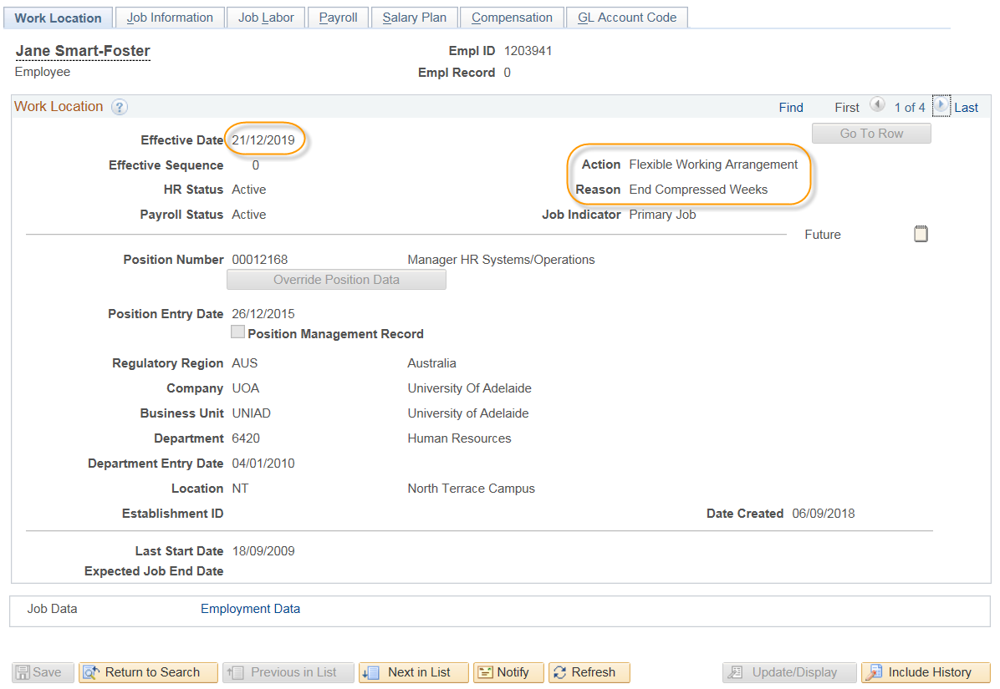 Work Location Job Information Job Labor Payroll Salary Plan Compensation GL Account Code
Jane Smart-Foster Empl ID 1203941
Employee Empl Record 0
Work Location ? Find First 1 of 4 Last
Effective Date 21/12/2019 Go To Row
Effective Sequence 0 Action Flexible Working Arrangement
HR Status Active Reason End Compressed Weeks
Payroll Status Active Job Indicator Primary Job
Future
Position Number 00012168 Manager HR Systems/Operations
Override Position Data
Position Entry Date 26/12/2015
Position Management Record
Regulatory Region AUS Australia
Company UOA University Of Adelaide
Business Unit UNIAD University of Adelaide
Department 6420 Human Resources
Department Entry Date 04/01/2010
Location NT North Terrace Campus
Establishment ID Date Created 06/09/2018
Last Start Date 18/09/2009
Expected Job End Date
Job Data Employment Data
Save Return to Search Previous in List Next in List Notify Refresh Update/Display Include History